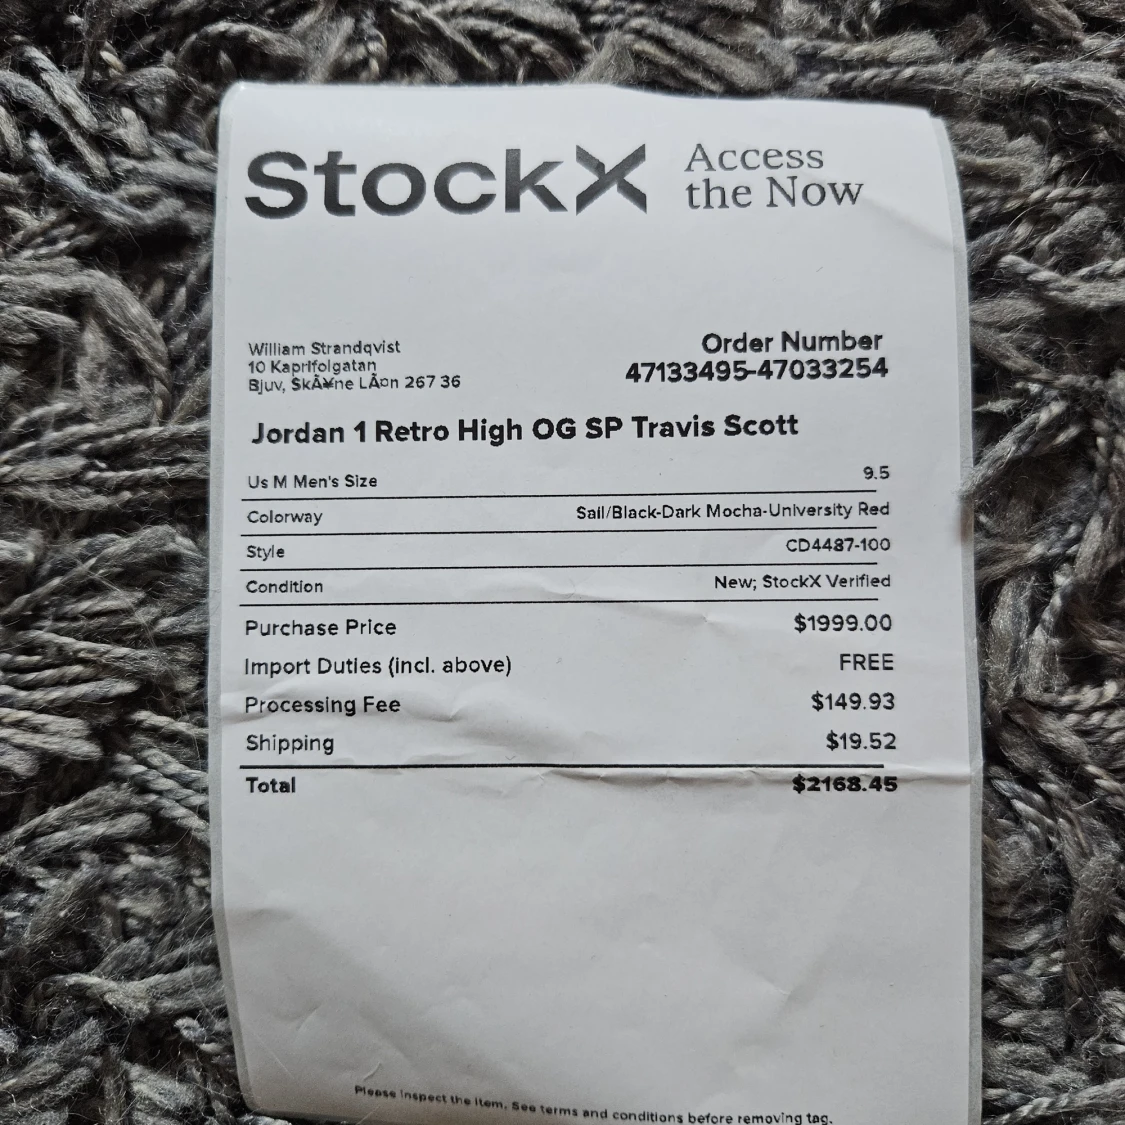 StockX
Access
the Now
William Strandqvist
10 Kaprifolgatan
Bjuv, SkÃ¥ne LÃ¤n 267 36
Order Number
47133495-47033254
Jordan 1 Retro High OG SP Travis Scott
Us M Men's Size 9.5
Colorway Sail/Black-Dark Mocha-University Red
Style CD4487-100
Condition New; StockX Verified
Purchase Price $1999.00
Import Duties (incl. above) FREE
Processing Fee $149.93
Shipping $19.52
Total $2168.45
Please inspect the item. See terms and conditions before removing tag.